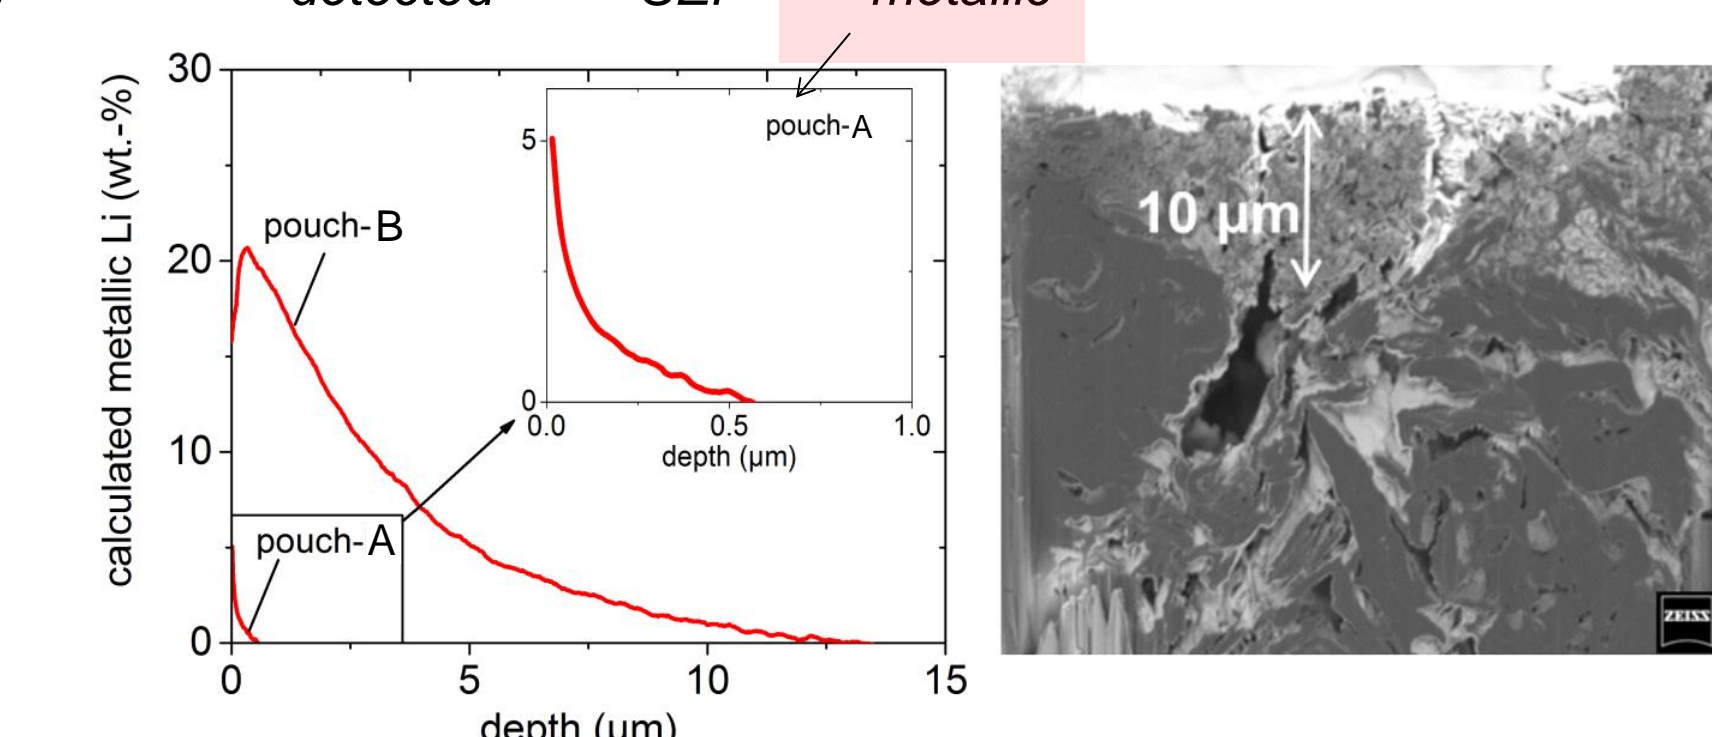 detected SEI metallic
30
20
10
0
calculated metallic Li (wt.-%)
pouch-B
pouch-A
0 5 10 15
depth (µm)
pouch-A
5
0
0.0 0.5 1.0
depth (µm)
10 µm
ZEISS